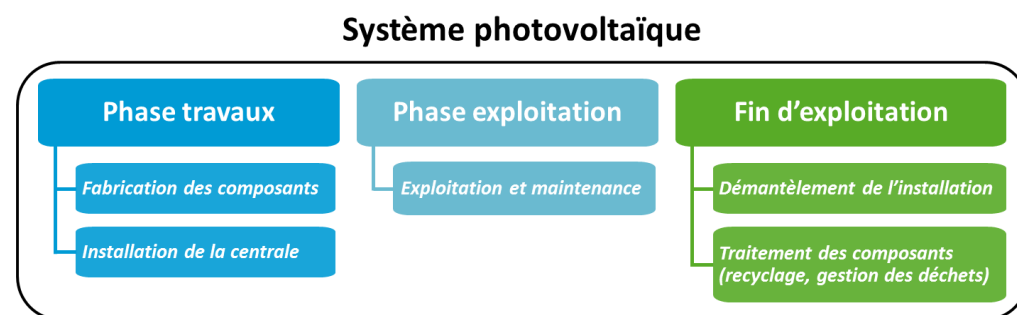 Système photovoltaïque
Phase travaux
Fabrication des composants
Installation de la centrale
Phase exploitation
Exploitation et maintenance
Fin d’exploitation
Démantèlement de l’installation
Traitement des composants
(recyclage, gestion des déchets)